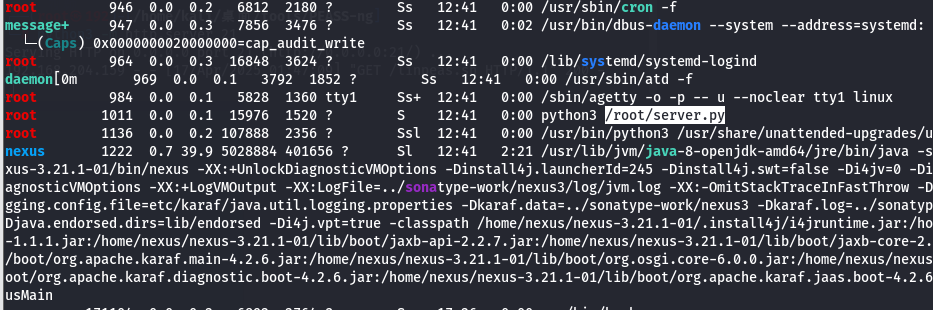 root 946 0.0 0.2 6812 2180 ? Ss 12:41 0:00 /usr/sbin/cron -f
message+ 947 0.0 0.3 7856 3476 ? Ss 12:41 0:02 /usr/bin/dbus-daemon --system --address=systemd:
└─(Caps) 0x0000000020000000=cap_audit_write
root 964 0.0 0.3 16848 3624 ? Ss 12:41 0:00 /lib/systemd/systemd-logind
daemon[0m 969 0.0 0.1 3792 1852 ? Ss 12:41 0:00 /usr/sbin/atd -f
root 984 0.0 0.1 5828 1360 tty1 Ss+ 12:41 0:00 /sbin/agetty -o -p -- u --noclear tty1 linux
root 1011 0.0 0.1 15976 1520 ? S 12:41 0:00 python3 /root/server.py
root 1136 0.0 0.2 107888 2356 ? Ssl 12:41 0:00 /usr/bin/python3 /usr/share/unattended-upgrades/u
nexus 1222 0.7 39.9 5028884 401656 ? Sl 12:41 2:21 /usr/lib/jvm/java-8-openjdk-amd64/jre/bin/java -s
xus-3.21.1-01/bin/nexus -XX:+UnlockDiagnosticVMOptions -Dinstall4j.launcherId=245 -Dinstall4j.swt=false -Di4jv=0 -Di
agnosticVMOptions -XX:+LogVMOutput -XX:LogFile=../sonatype-work/nexus3/log/jvm.log -XX:-OmitStackTraceInFastThrow -D
gging.config.file=etc/karaf/java.util.logging.properties -Dkaraf.data=../sonatype-work/nexus3 -Dkaraf.log=../sonatyp
Djava.endorsed.dirs=lib/endorsed -Di4j.vpt=true -classpath /home/nexus/nexus-3.21.1-01/.install4j/i4jruntime.jar:/ho
-1.1.1.jar:/home/nexus/nexus-3.21.1-01/lib/boot/jaxb-api-2.2.7.jar:/home/nexus/nexus-3.21.1-01/lib/boot/jaxb-core-2.
/boot/org.apache.karaf.main-4.2.6.jar:/home/nexus/nexus-3.21.1-01/lib/boot/org.osgi.core-6.0.0.jar:/home/nexus/nexus
oot/org.apache.karaf.diagnostic.boot-4.2.6.jar:/home/nexus/nexus-3.21.1-01/lib/boot/org.apache.karaf.jaas.boot-4.2.6
usMain